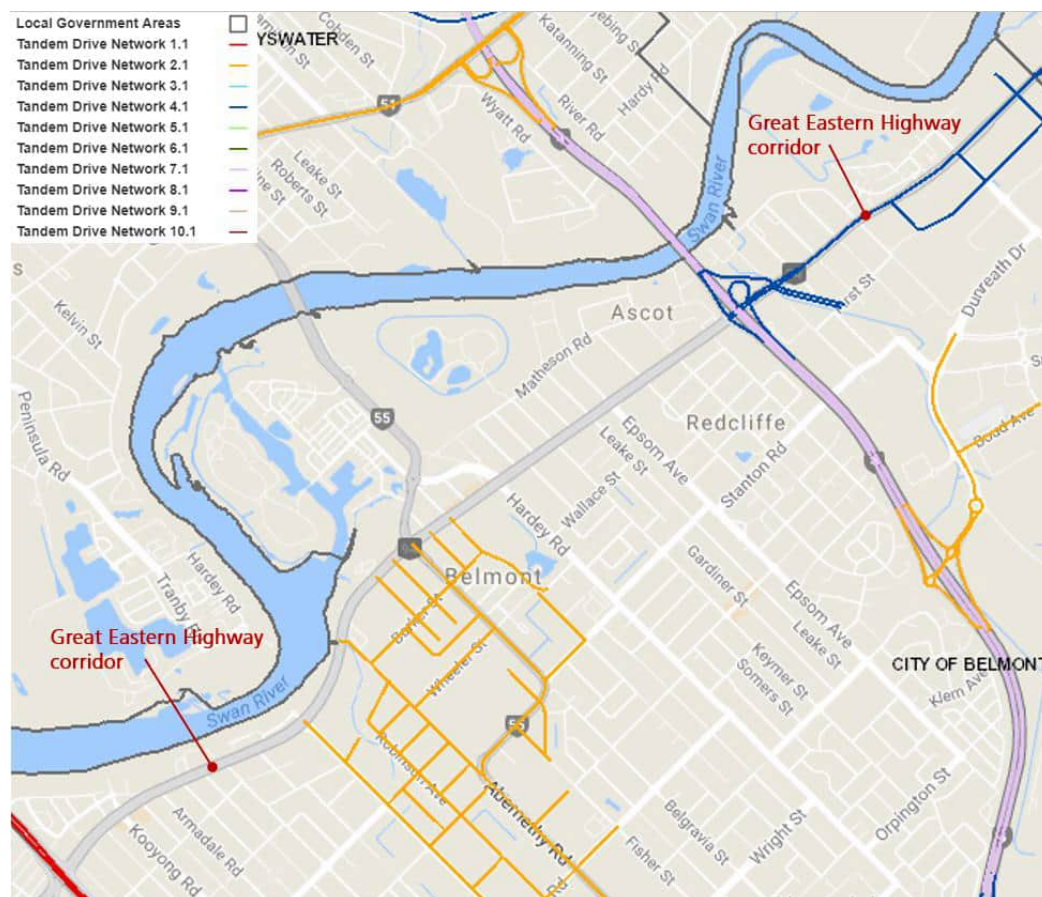 Local Government Areas
Tandem Drive Network 1.1
Tandem Drive Network 2.1
Tandem Drive Network 3.1
Tandem Drive Network 4.1
Tandem Drive Network 5.1
Tandem Drive Network 6.1
Tandem Drive Network 7.1
Tandem Drive Network 8.1
Tandem Drive Network 9.1
Tandem Drive Network 10.1
YSWATER
Cobden St
Katanning St
Hardy Rd
River Rd
Wyatt Rd
51
Leake St
Roberts St
Great Eastern Highway
corridor
Swan River
Dunreath Dr
Ascot
Matheson Rd
Kelvin St
55
Peninsula Rd
Redcliffe
Epsom Ave
Leake St
Stanton Rd
Boud Ave
Wallace St
Hardey Rd
Belmont
Gardiner St
Epsom Ave
Leake St
Hardey Rd
Tranby
Great Eastern Highway
corridor
Wheeler St
Keymer St
Somers St
CITY OF BELMONT
Klem Ave
Swan River
55
Robinson Ave
Abernethy Rd
Rd
Armadale Rd
Kooyong Rd
Belgravia St
Fisher St
Wright St
Orpington St